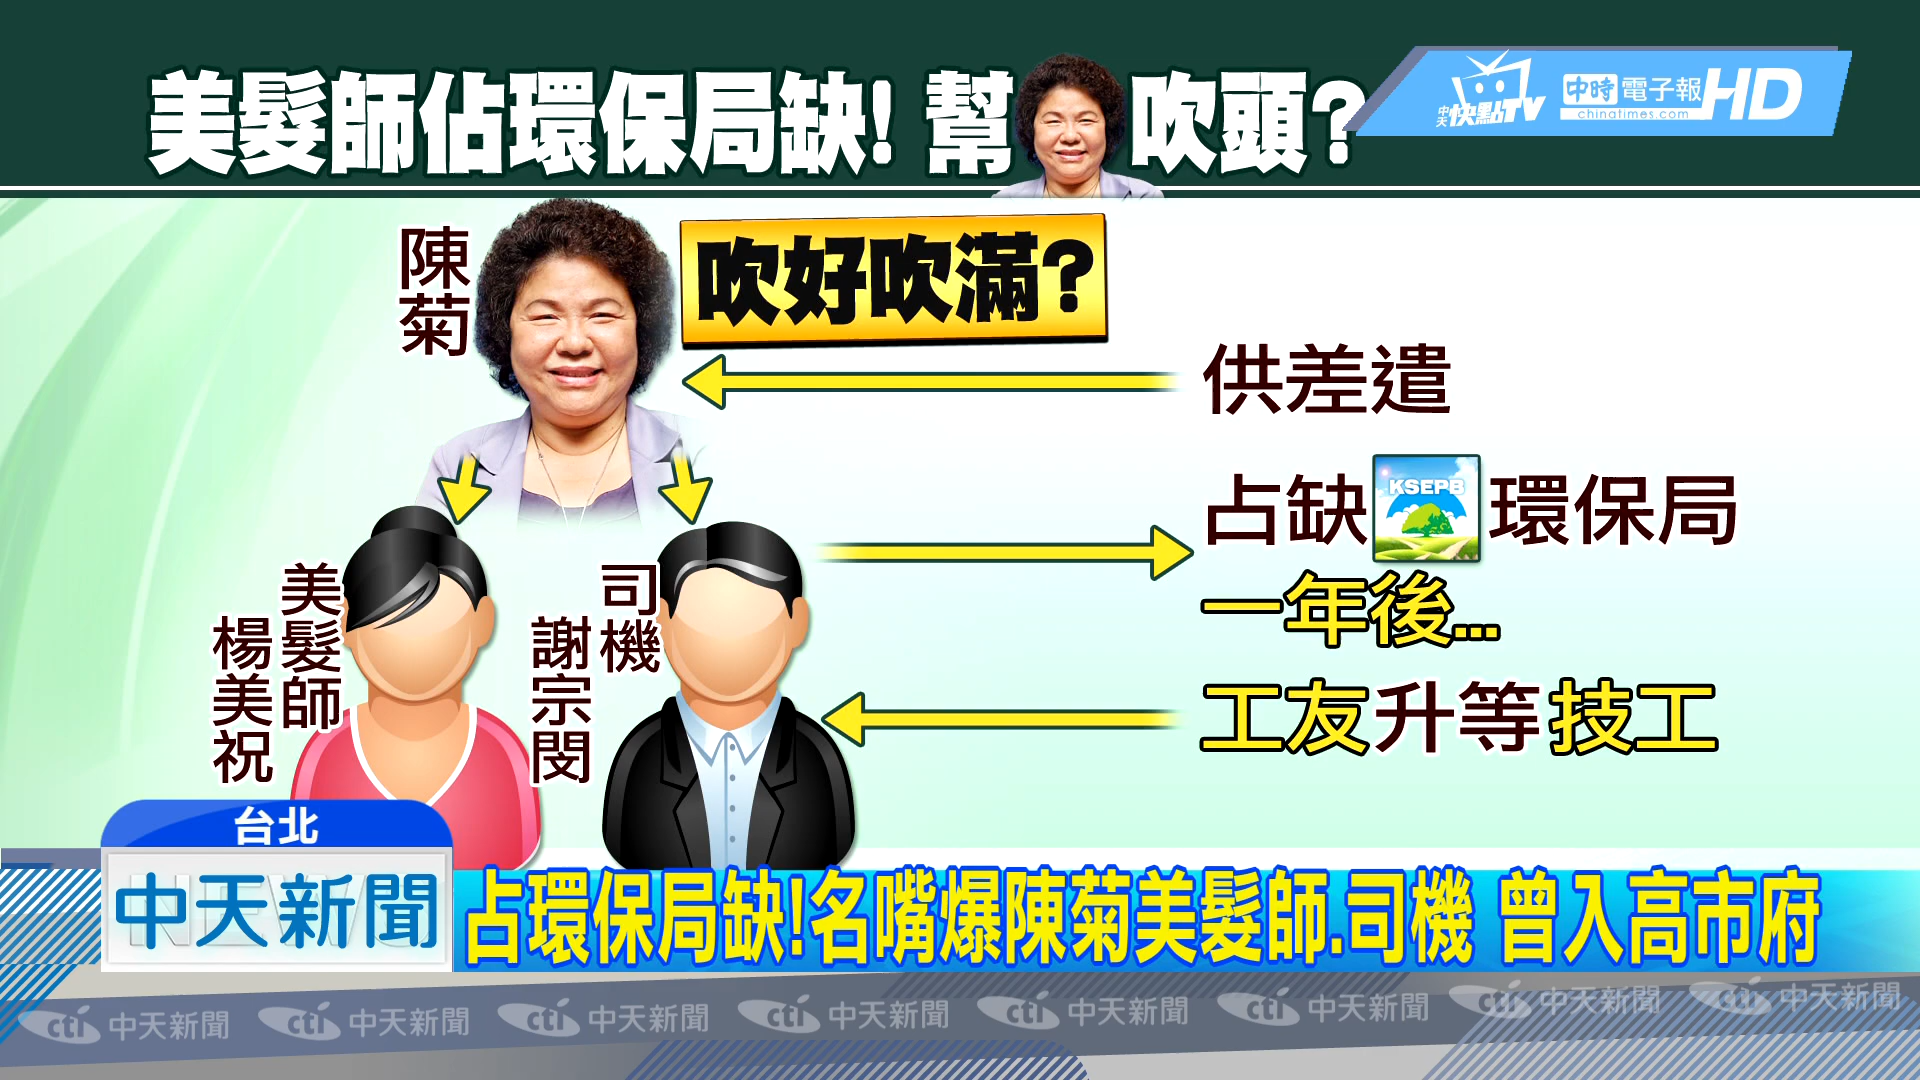 美髮師佔環保局缺! 幫 吹頭?
中天快點TV
中時電子報HD
chinatimes.com
陳菊
吹好吹滿?
供差遣
占缺 KSEPB 環保局
一年後...
工友升等技工
美髮師
楊美祝
司機
謝宗閔
台北
中天新聞
NEWS
占環保局缺!名嘴爆陳菊美髮師.司機 曾入高市府
cti 中天新聞 cti 中天新聞 cti 中天新聞 cti 中天新聞 cti 中天新聞 cti 中天新聞 cti 中天新聞 cti 中天新聞